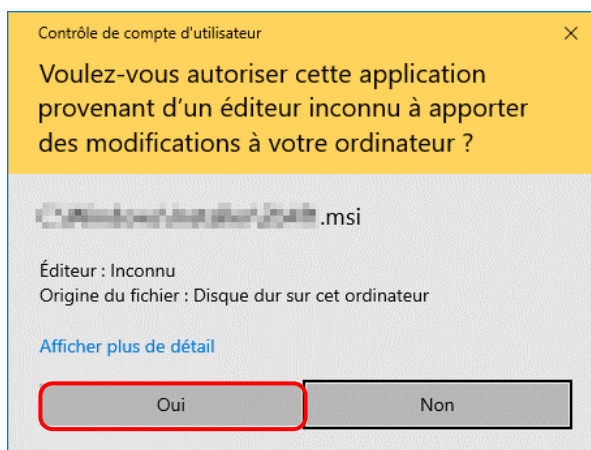 Contrôle de compte d'utilisateur
Voulez-vous autoriser cette application
provenant d'un éditeur inconnu à apporter
des modifications à votre ordinateur ?
.msi
Éditeur : Inconnu
Origine du fichier : Disque dur sur cet ordinateur
Afficher plus de détail
Oui
Non